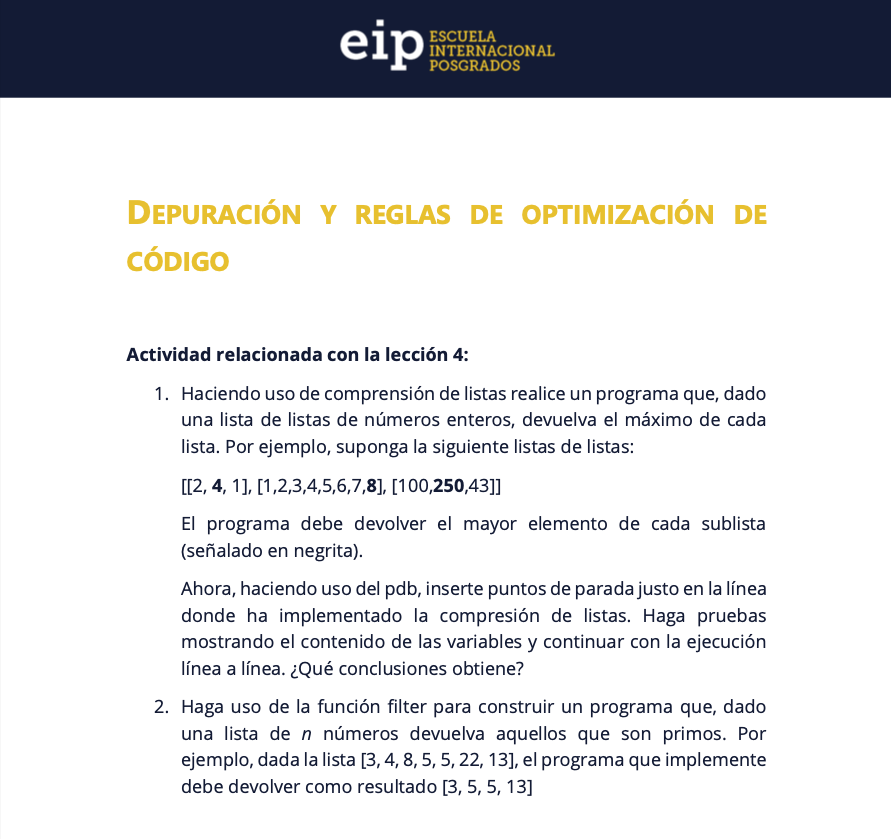 eip ESCUELA
INTERNACIONAL
POSGRADOS
DEPURACIÓN Y REGLAS DE OPTIMIZACIÓN DE
CÓDIGO
Actividad relacionada con la lección 4:
1. Haciendo uso de comprensión de listas realice un programa que, dado
una lista de listas de números enteros, devuelva el máximo de cada
lista. Por ejemplo, suponga la siguiente listas de listas:
[[2, 4, 1], [1,2,3,4,5,6,7,8], [100,250,43]]
El programa debe devolver el mayor elemento de cada sublista
(señalado en negrita).
Ahora, haciendo uso del pdb, inserte puntos de parada justo en la línea
donde ha implementado la compresión de listas. Haga pruebas
mostrando el contenido de las variables y continuar con la ejecución
línea a línea. ¿Qué conclusiones obtiene?
2. Haga uso de la función filter para construir un programa que, dado
una lista de n números devuelva aquellos que son primos. Por
ejemplo, dada la lista [3, 4, 8, 5, 5, 22, 13], el programa que implemente
debe devolver como resultado [3, 5, 5, 13]